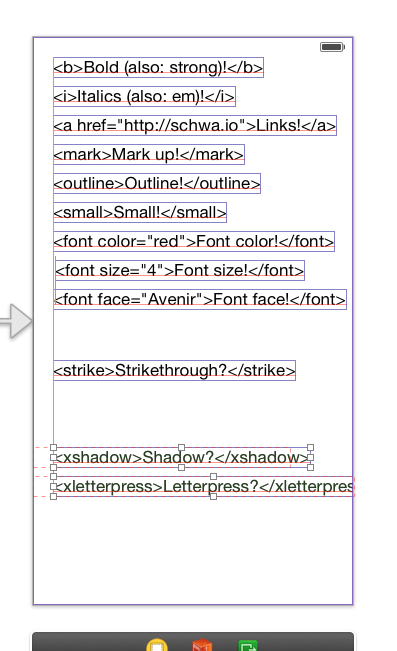 <b>Bold (also: strong)!</b>
<i>Italics (also: em)!</i>
<a href="http://schwa.io">Links!</a>
<mark>Mark up!</mark>
<outline>Outline!</outline>
<small>Small!</small>
<font color="red">Font color!</font>
<font size="4">Font size!</font>
<font face="Avenir">Font face!</font>
<strike>Strikethrough?</strike>
<xshadow>Shadow?</xshadow>
<xletterpress>Letterpress?</xletterpres